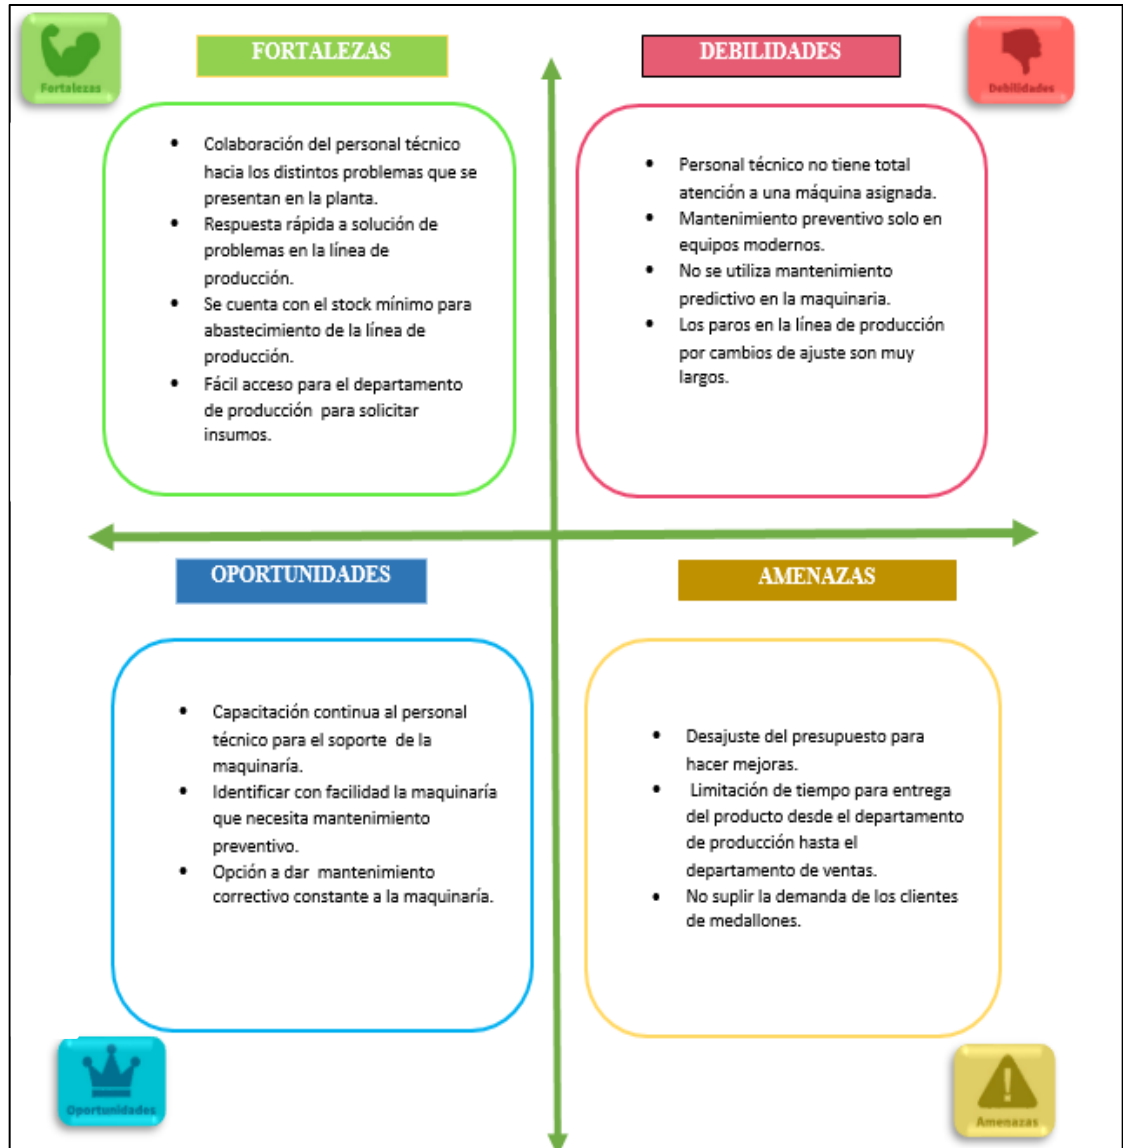 Fortalezas
FORTALEZAS
• Colaboración del personal técnico
hacia los distintos problemas que se
presentan en la planta.
• Respuesta rápida a solución de
problemas en la línea de
producción.
• Se cuenta con el stock mínimo para
abastecimiento de la línea de
producción.
• Fácil acceso para el departamento
de producción para solicitar
insumos.
DEBILIDADES
Debilidades
• Personal técnico no tiene total
atención a una máquina asignada.
• Mantenimiento preventivo solo en
equipos modernos.
• No se utiliza mantenimiento
predictivo en la maquinaria.
• Los paros en la línea de producción
por cambios de ajuste son muy
largos.
OPORTUNIDADES
• Capacitación continua al personal
técnico para el soporte de la
maquinaría.
• Identificar con facilidad la maquinaría
que necesita mantenimiento
preventivo.
• Opción a dar mantenimiento
correctivo constante a la maquinaría.
Oportunidades
AMENAZAS
• Desajuste del presupuesto para
hacer mejoras.
• Limitación de tiempo para entrega
del producto desde el departamento
de producción hasta el
departamento de ventas.
• No suplir la demanda de los clientes
de medallones.
Amenazas